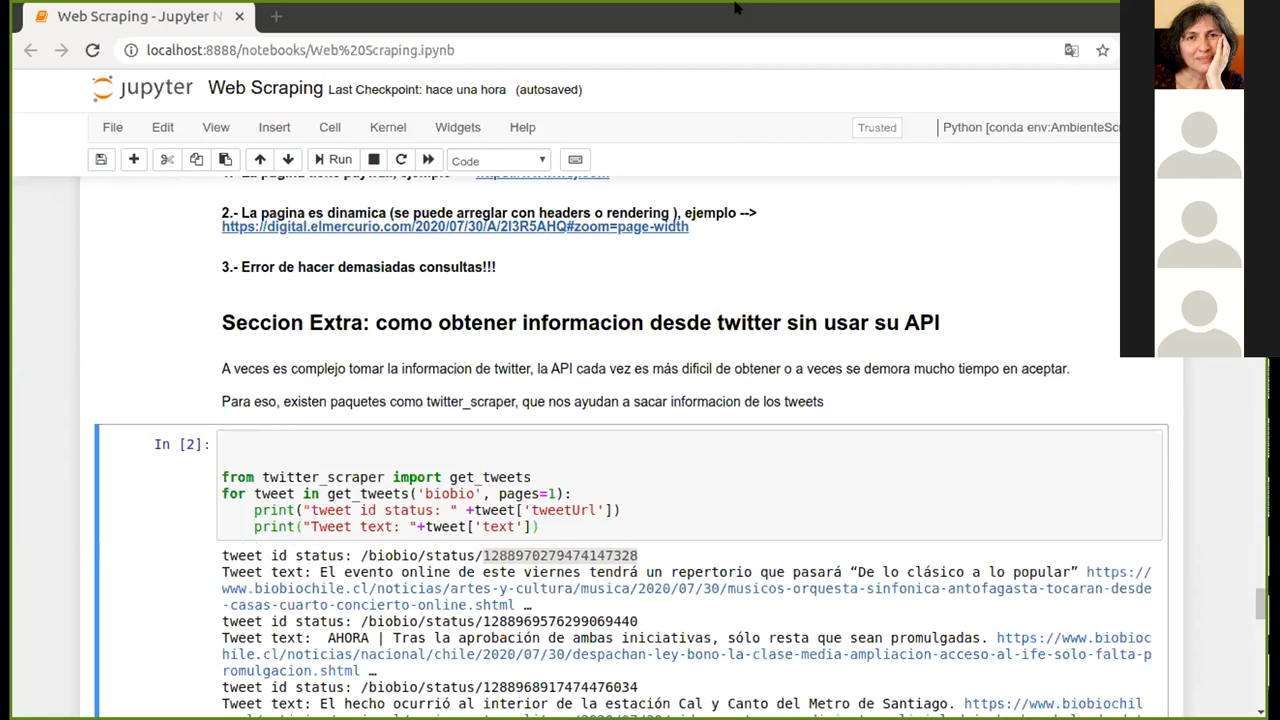 Web Scraping - Jupyter N
localhost:8888/notebooks/Web%20Scraping.ipynb
jupyter Web Scraping Last Checkpoint: hace una hora (autosaved)
File Edit View Insert Cell Kernel Widgets Help Trusted Python [conda env:AmbienteScr
Run Code
2.- La pagina es dinamica (se puede arreglar con headers o rendering ), ejemplo -->
https://digital.elmercurio.com/2020/07/30/A/2I3R5AHQ#zoom=page-width
3.- Error de hacer demasiadas consultas!!!
Seccion Extra: como obtener informacion desde twitter sin usar su API
A veces es complejo tomar la informacion de twitter, la API cada vez es más dificil de obtener o a veces se demora mucho tiempo en aceptar.
Para eso, existen paquetes como twitter_scraper, que nos ayudan a sacar informacion de los tweets
In [2]:
from twitter_scraper import get_tweets
for tweet in get_tweets('biobio', pages=1):
print("tweet id status: " +tweet['tweetUrl'])
print("Tweet text: "+tweet['text'])
tweet id status: /biobio/status/1288970279474147328
Tweet text: El evento online de este viernes tendrá un repertorio que pasará “De lo clásico a lo popular” https://
www.biobiochile.cl/noticias/artes-y-cultura/musica/2020/07/30/musicos-orquesta-sinfonica-antofagasta-tocaran-desde
-casas-cuarto-concierto-online.shtml …
tweet id status: /biobio/status/1288969576299069440
Tweet text:  AHORA | Tras la aprobación de ambas iniciativas, sólo resta que sean promulgadas. https://www.biobioc
hile.cl/noticias/nacional/chile/2020/07/30/despachan-ley-bono-la-clase-media-ampliacion-acceso-al-ife-solo-falta-p
romulgacion.shtml …
tweet id status: /biobio/status/1288968917474476034
Tweet text: El hecho ocurrió al interior de la estación Cal y Canto del Metro de Santiago. https://www.biobiochil